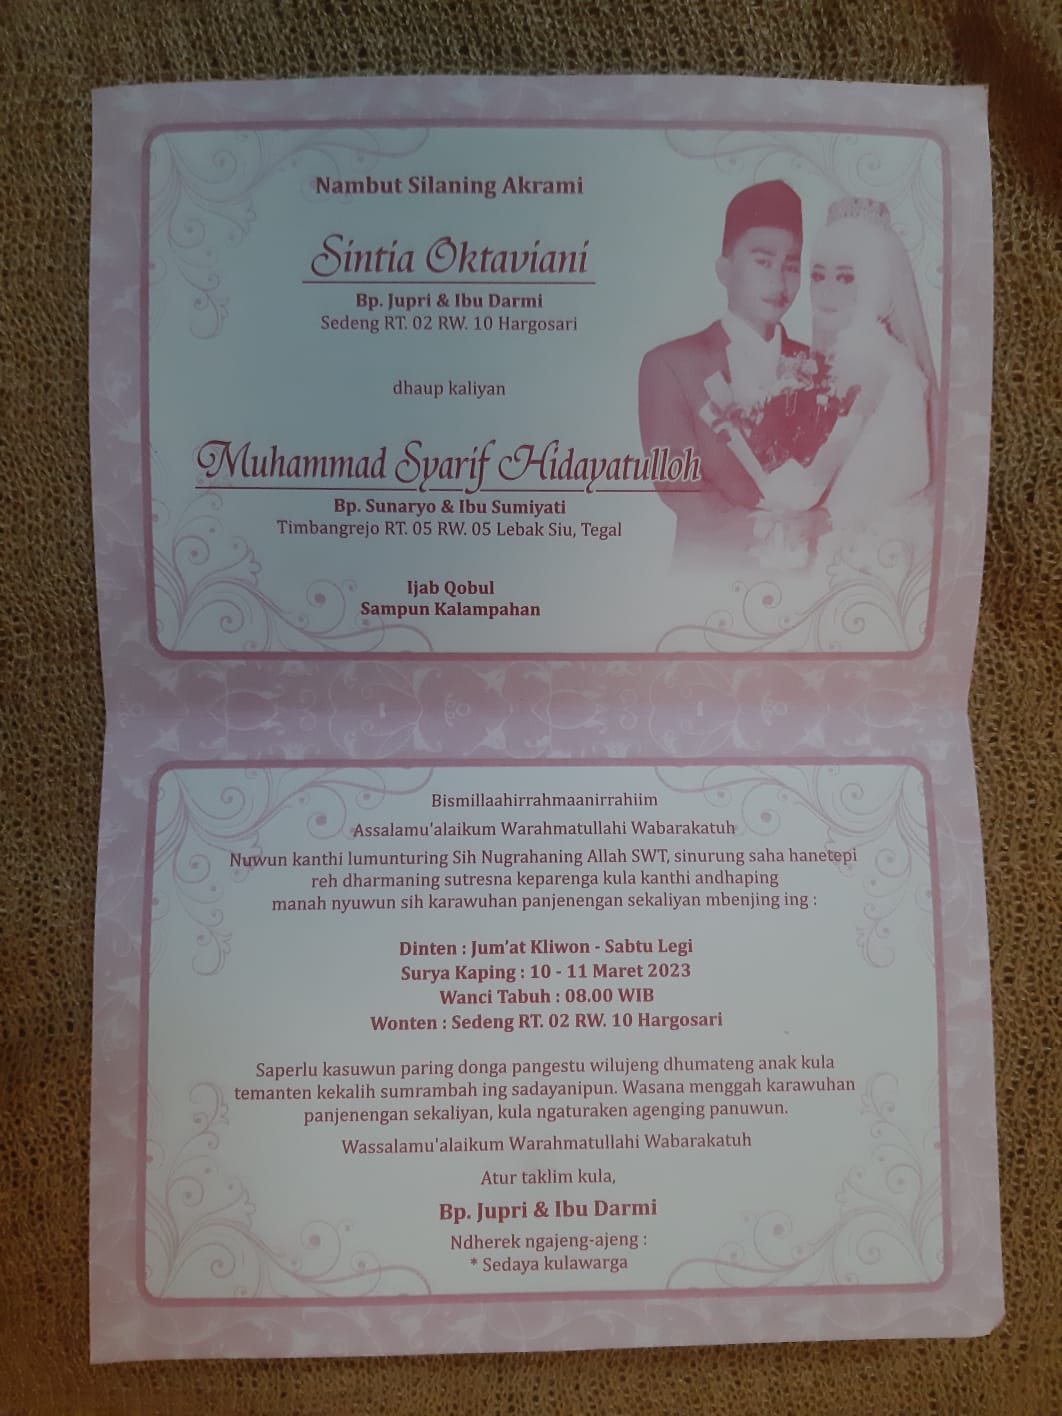 Nambut Silaning Akrami
Sintia Oktaviani
Bp. Jupri & Ibu Darmi
Sedeng RT. 02 RW. 10 Hargosari
dhaup kaliyan
Muhammad Syarif Hidayatulloh
Bp. Sunaryo & Ibu Sumiyati
Timbangrejo RT. 05 RW. 05 Lebak Siu, Tegal
Ijab Qobul
Sampun Kalampahan
Bismillaahirrahmaanirrahiim
Assalamu'alaikum Warahmatullahi Wabarakatuh
Nuwun kanthi lumunturing Sih Nugrahaning Allah SWT, sinurung saha hanetepi
reh dharmaning sutresna keparenga kula kanthi andhaping
manah nyuwun sih karawuhan panjenengan sekaliyan mbenjing ing :
Dinten : Jum'at Kliwon - Sabtu Legi
Surya Kaping : 10 - 11 Maret 2023
Wanci Tabuh : 08.00 WIB
Wonten : Sedeng RT. 02 RW. 10 Hargosari
Saperlu kasuwun paring donga pangestu wilujeng dhumateng anak kula
temanten kekalih sumrambah ing sadayanipun. Wasana menggah karawuhan
panjenengan sekaliyan, kula ngaturaken agenging panuwun.
Wassalamu'alaikum Warahmatullahi Wabarakatuh
Atur taklim kula,
Bp. Jupri & Ibu Darmi
Ndherek ngajeng-ajeng :
* Sedaya kulawarga